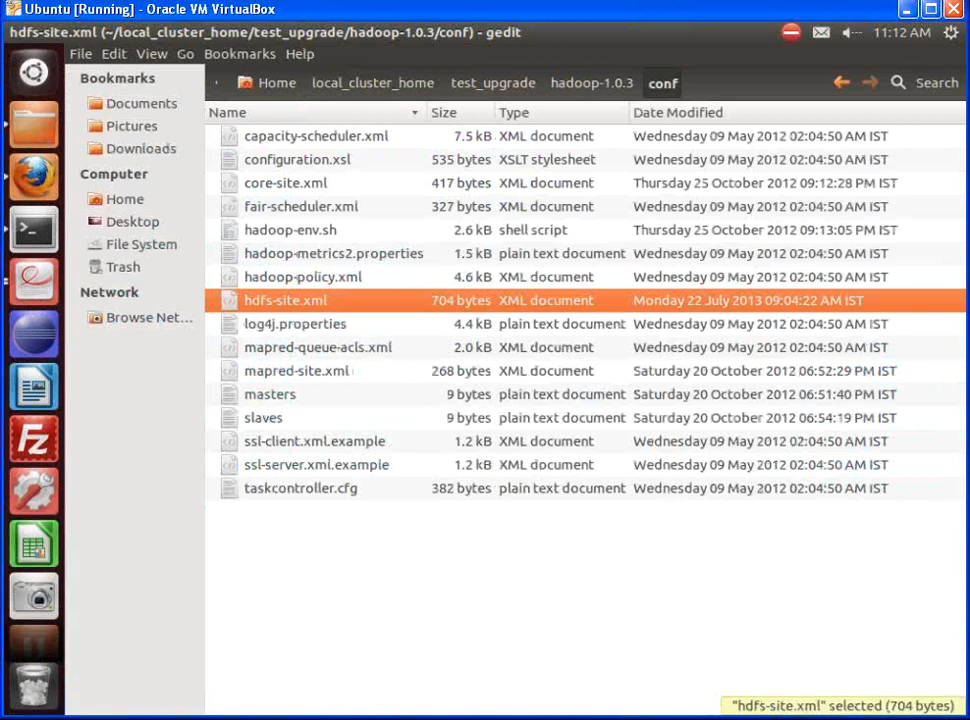 Ubuntu [Running] - Oracle VM VirtualBox
hdfs-site.xml (~/local_cluster_home/test_upgrade/hadoop-1.0.3/conf) - gedit 11:12 AM
File Edit View Go Bookmarks Help
Bookmarks
Documents
Pictures
Downloads
Computer
Home
Desktop
File System
Trash
Network
Browse Net...
Home local_cluster_home test_upgrade hadoop-1.0.3 conf Search
Name Size Type Date Modified
capacity-scheduler.xml 7.5 kB XML document Wednesday 09 May 2012 02:04:50 AM IST
configuration.xsl 535 bytes XSLT stylesheet Wednesday 09 May 2012 02:04:50 AM IST
core-site.xml 417 bytes XML document Thursday 25 October 2012 09:12:28 PM IST
fair-scheduler.xml 327 bytes XML document Wednesday 09 May 2012 02:04:50 AM IST
hadoop-env.sh 2.6 kB shell script Thursday 25 October 2012 09:13:05 PM IST
hadoop-metrics2.properties 1.5 kB plain text document Wednesday 09 May 2012 02:04:50 AM IST
hadoop-policy.xml 4.6 kB XML document Wednesday 09 May 2012 02:04:50 AM IST
hdfs-site.xml 704 bytes XML document Monday 22 July 2013 09:04:22 AM IST
log4j.properties 4.4 kB plain text document Wednesday 09 May 2012 02:04:50 AM IST
mapred-queue-acls.xml 2.0 kB XML document Wednesday 09 May 2012 02:04:50 AM IST
mapred-site.xml 268 bytes XML document Saturday 20 October 2012 06:52:29 PM IST
masters 9 bytes plain text document Saturday 20 October 2012 06:51:40 PM IST
slaves 9 bytes plain text document Saturday 20 October 2012 06:54:19 PM IST
ssl-client.xml.example 1.2 kB XML document Wednesday 09 May 2012 02:04:50 AM IST
ssl-server.xml.example 1.2 kB XML document Wednesday 09 May 2012 02:04:50 AM IST
taskcontroller.cfg 382 bytes plain text document Wednesday 09 May 2012 02:04:50 AM IST
"hdfs-site.xml" selected (704 bytes)